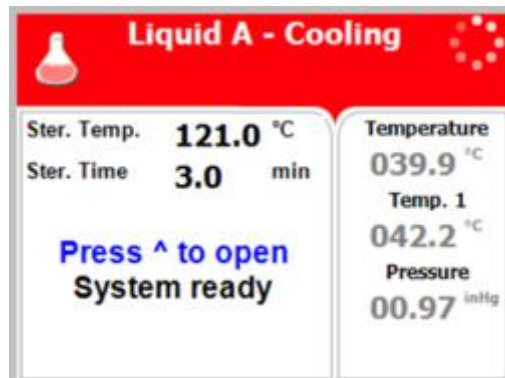 Liquid A - Cooling
Ster. Temp. 121.0 °C
Ster. Time 3.0 min
Press ^ to open
System ready
Temperature
039.9 °C
Temp. 1
042.2 °C
Pressure
00.97 inHg